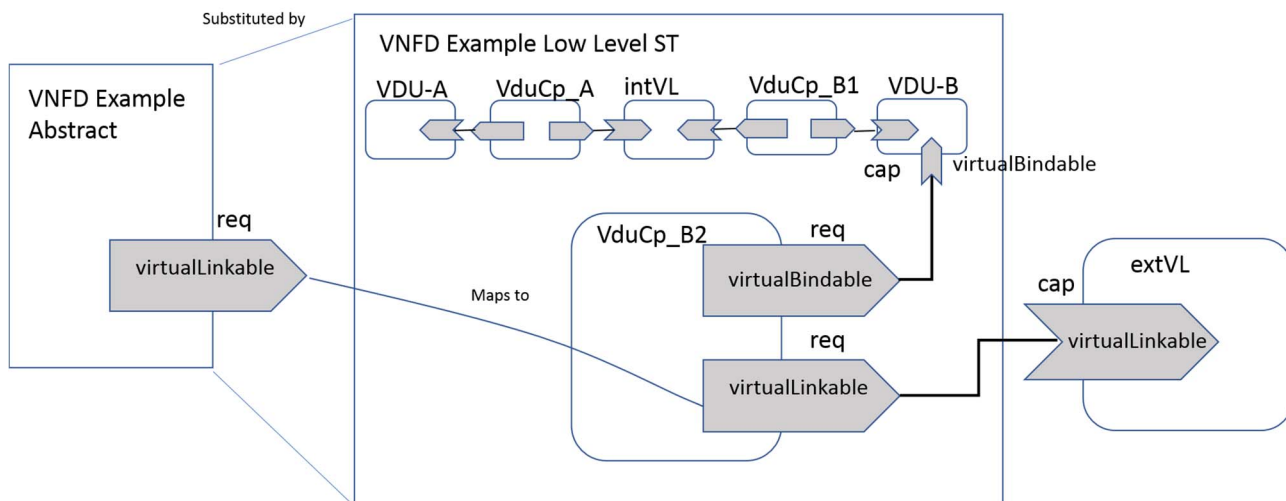 Substituted by
VNFD Example Low Level ST
VNFD Example
Abstract
VDU-A
VduCp_A
intVL
VduCp_B1
VDU-B
cap
virtualBindable
req
virtualLinkable
Maps to
VduCp_B2
req
virtualBindable
req
virtualLinkable
extVL
cap
virtualLinkable